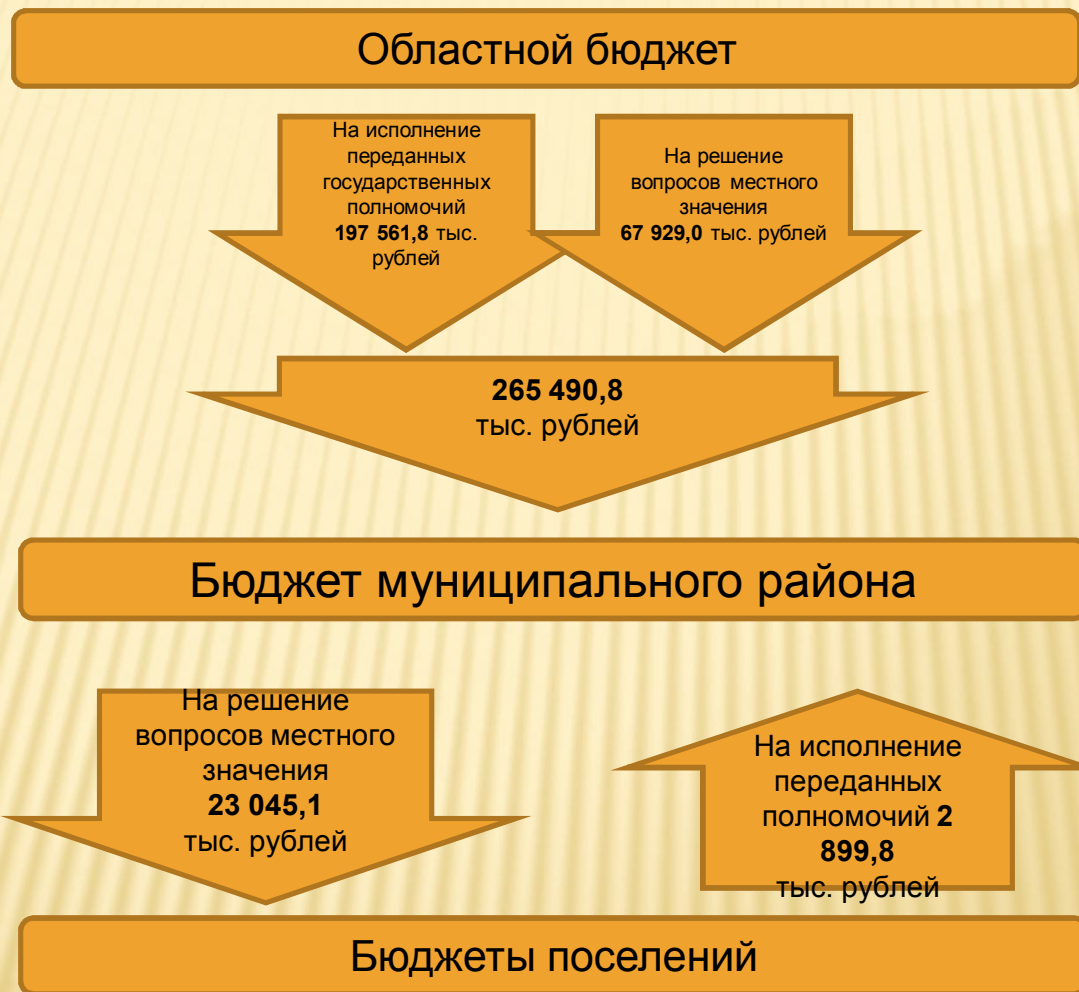 Областной бюджет
На исполнение
переданных
государственных
полномочий
197 561,8 тыс.
рублей
На решение
вопросов местного
значения
67 929,0 тыс. рублей
265 490,8
тыс. рублей
Бюджет муниципального района
На решение
вопросов местного
значения
23 045,1
тыс. рублей
На исполнение
переданных
полномочий 2
899,8
тыс. рублей
Бюджеты поселений